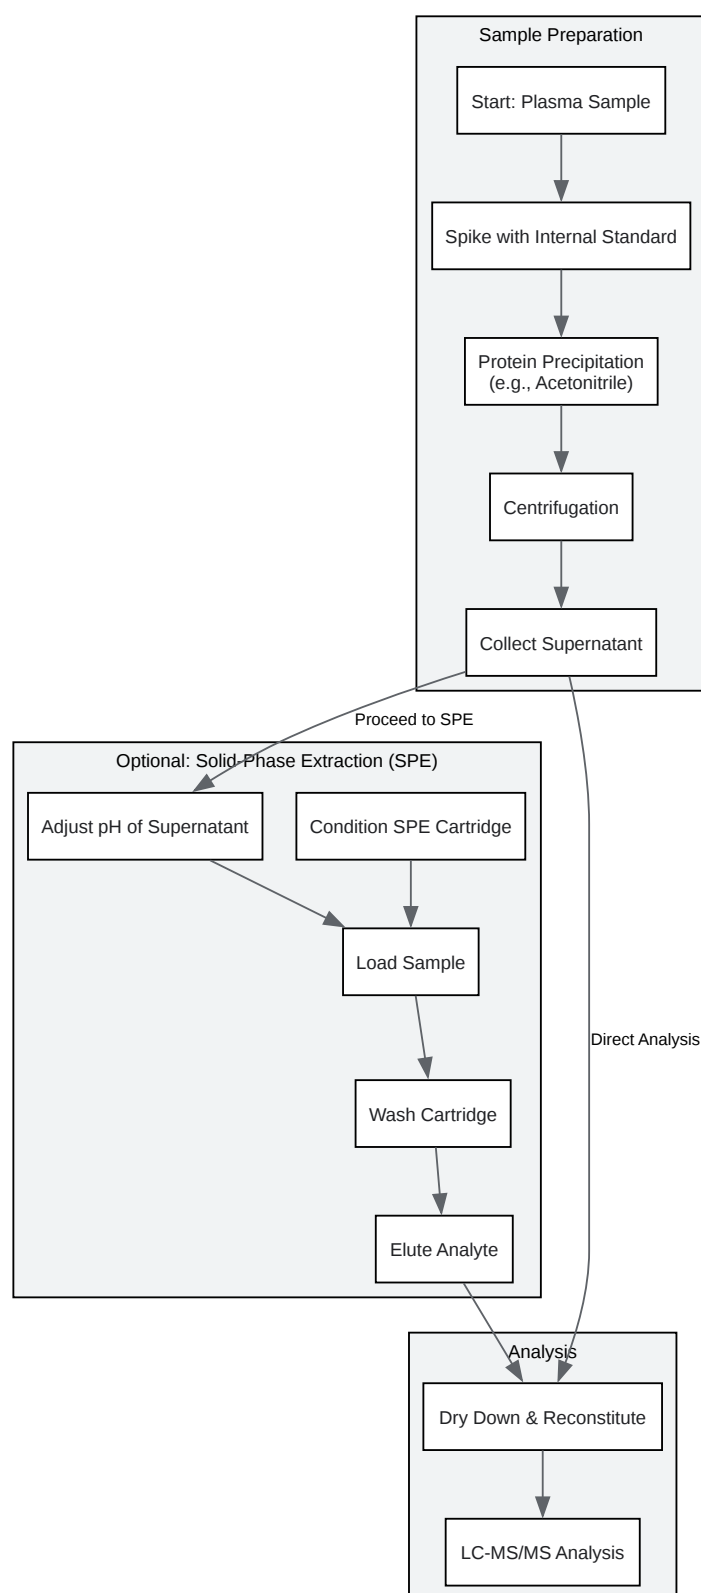 Sample Preparation
Start: Plasma Sample
Spike with Internal Standard
Protein Precipitation
(e.g., Acetonitrile)
Centrifugation
Collect Supernatant
Proceed to SPE
Optional: Solid-Phase Extraction (SPE)
Adjust pH of Supernatant
Condition SPE Cartridge
Load Sample
Direct Analysis
Wash Cartridge
Elute Analyte
Analysis
Dry Down & Reconstitute
LC-MS/MS Analysis